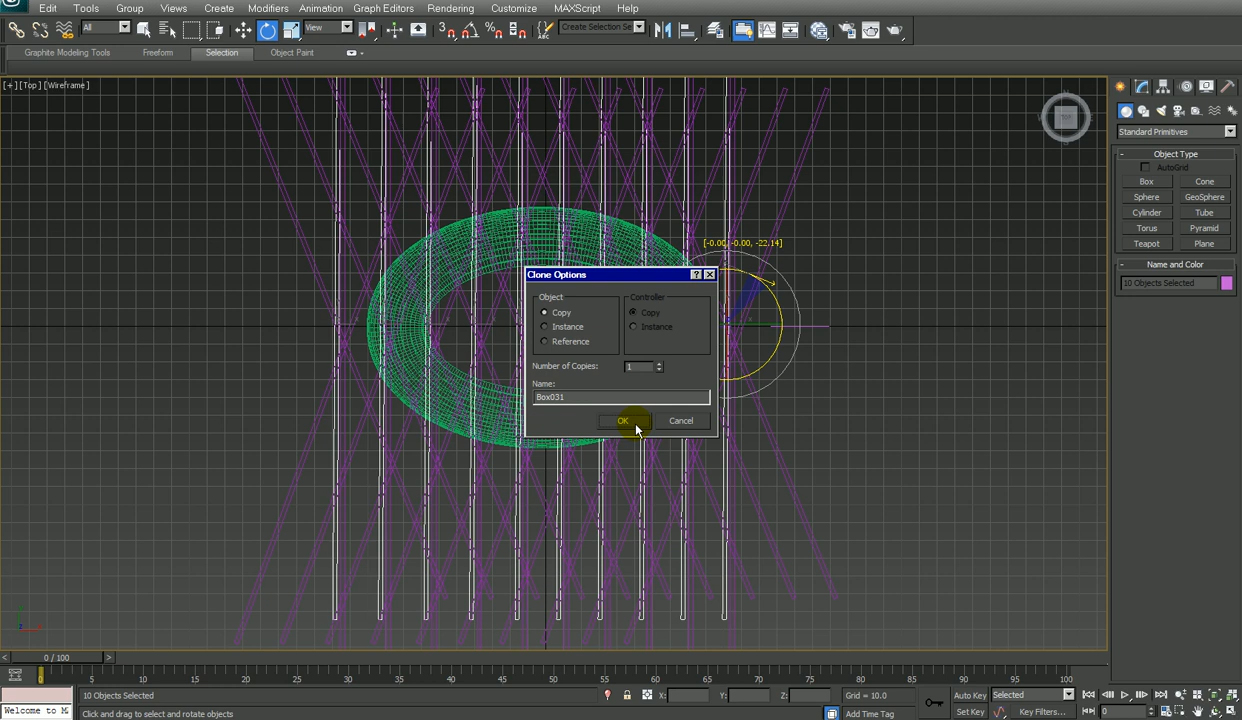 Edit Tools Group Views Create Modifiers Animation Graph Editors Rendering Customize MAXScript Help
All View Create Selection Se
Graphite Modeling Tools Freeform Selection Object Paint
[+][Top][Wireframe]
TOP
Standard Primitives
Object Type
AutoGrid
Box Cone
Sphere GeoSphere
Cylinder Tube
Torus Pyramid
Teapot Plane
Name and Color
10 Objects Selected
[-0.00, -0.00, -22.14]
Clone Options
Object Controller
Copy Copy
Instance Instance
Reference
Number of Copies: 1
Name:
Box031
OK Cancel
0 / 100
0 5 10 15 20 25 30 35 40 45 50 55 60 65 70 75 80 85 90 95 100
10 Objects Selected X: Y: Z: Grid = 10.0 Auto Key Selected
Welcome to M Click and drag to select and rotate objects Add Time Tag Set Key Key Filters... 0